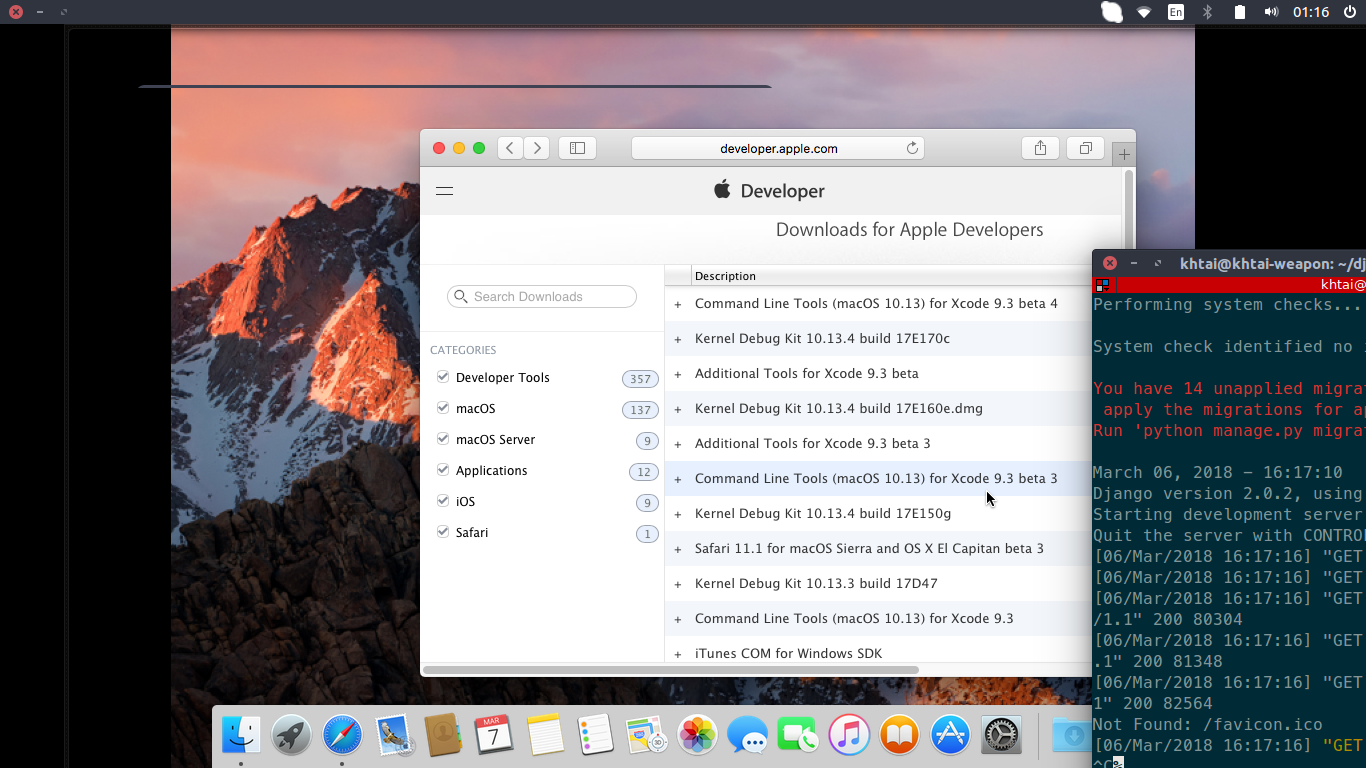 En
01:16
developer.apple.com
Developer
Downloads for Apple Developers
Description
Search Downloads
CATEGORIES
Developer Tools 357
macOS 137
macOS Server 9
Applications 12
iOS 9
Safari 1
+ Command Line Tools (macOS 10.13) for Xcode 9.3 beta 4
+ Kernel Debug Kit 10.13.4 build 17E170c
+ Additional Tools for Xcode 9.3 beta
+ Kernel Debug Kit 10.13.4 build 17E160e.dmg
+ Additional Tools for Xcode 9.3 beta 3
+ Command Line Tools (macOS 10.13) for Xcode 9.3 beta 3
+ Kernel Debug Kit 10.13.4 build 17E150g
+ Safari 11.1 for macOS Sierra and OS X El Capitan beta 3
+ Kernel Debug Kit 10.13.3 build 17D47
+ Command Line Tools (macOS 10.13) for Xcode 9.3
+ iTunes COM for Windows SDK
khtai@khtai-weapon: ~/dj
khtai@
Performing system checks...
System check identified no
You have 14 unapplied migrat
apply the migrations for ap
Run 'python manage.py migrat
March 06, 2018 - 16:17:10
Django version 2.0.2, using
Starting development server
Quit the server with CONTROL
[06/Mar/2018 16:17:16] "GET
[06/Mar/2018 16:17:16] "GET
[06/Mar/2018 16:17:16] "GET
/1.1" 200 80304
[06/Mar/2018 16:17:16] "GET
.1" 200 81348
[06/Mar/2018 16:17:16] "GET
1" 200 82564
Not Found: /favicon.ico
[06/Mar/2018 16:17:16] "GET
^C%
MAR
7
30